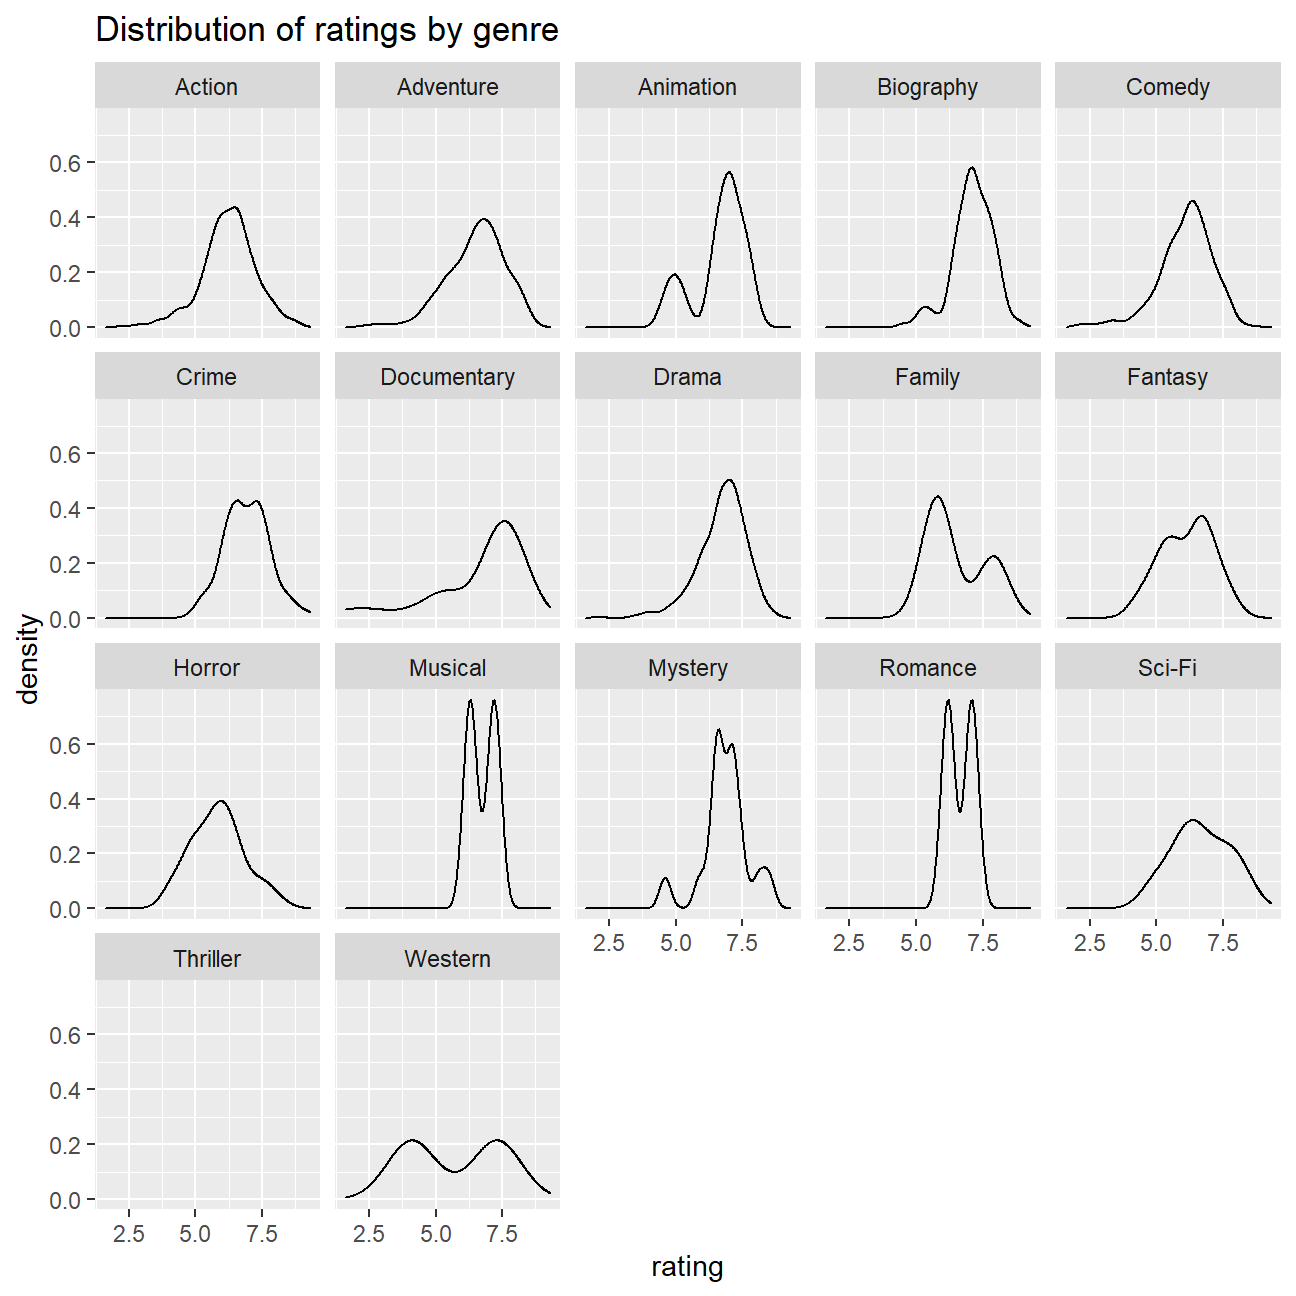 Distribution of ratings by genre
Action Adventure Animation Biography Comedy
0.6
0.4
0.2
0.0
Crime Documentary Drama Family Fantasy
0.6
0.4
0.2
0.0
density
Horror Musical Mystery Romance Sci-Fi
0.6
0.4
0.2
0.0
2.5 5.0 7.5 2.5 5.0 7.5 2.5 5.0 7.5
Thriller Western
0.6
0.4
0.2
0.0
2.5 5.0 7.5 2.5 5.0 7.5
rating